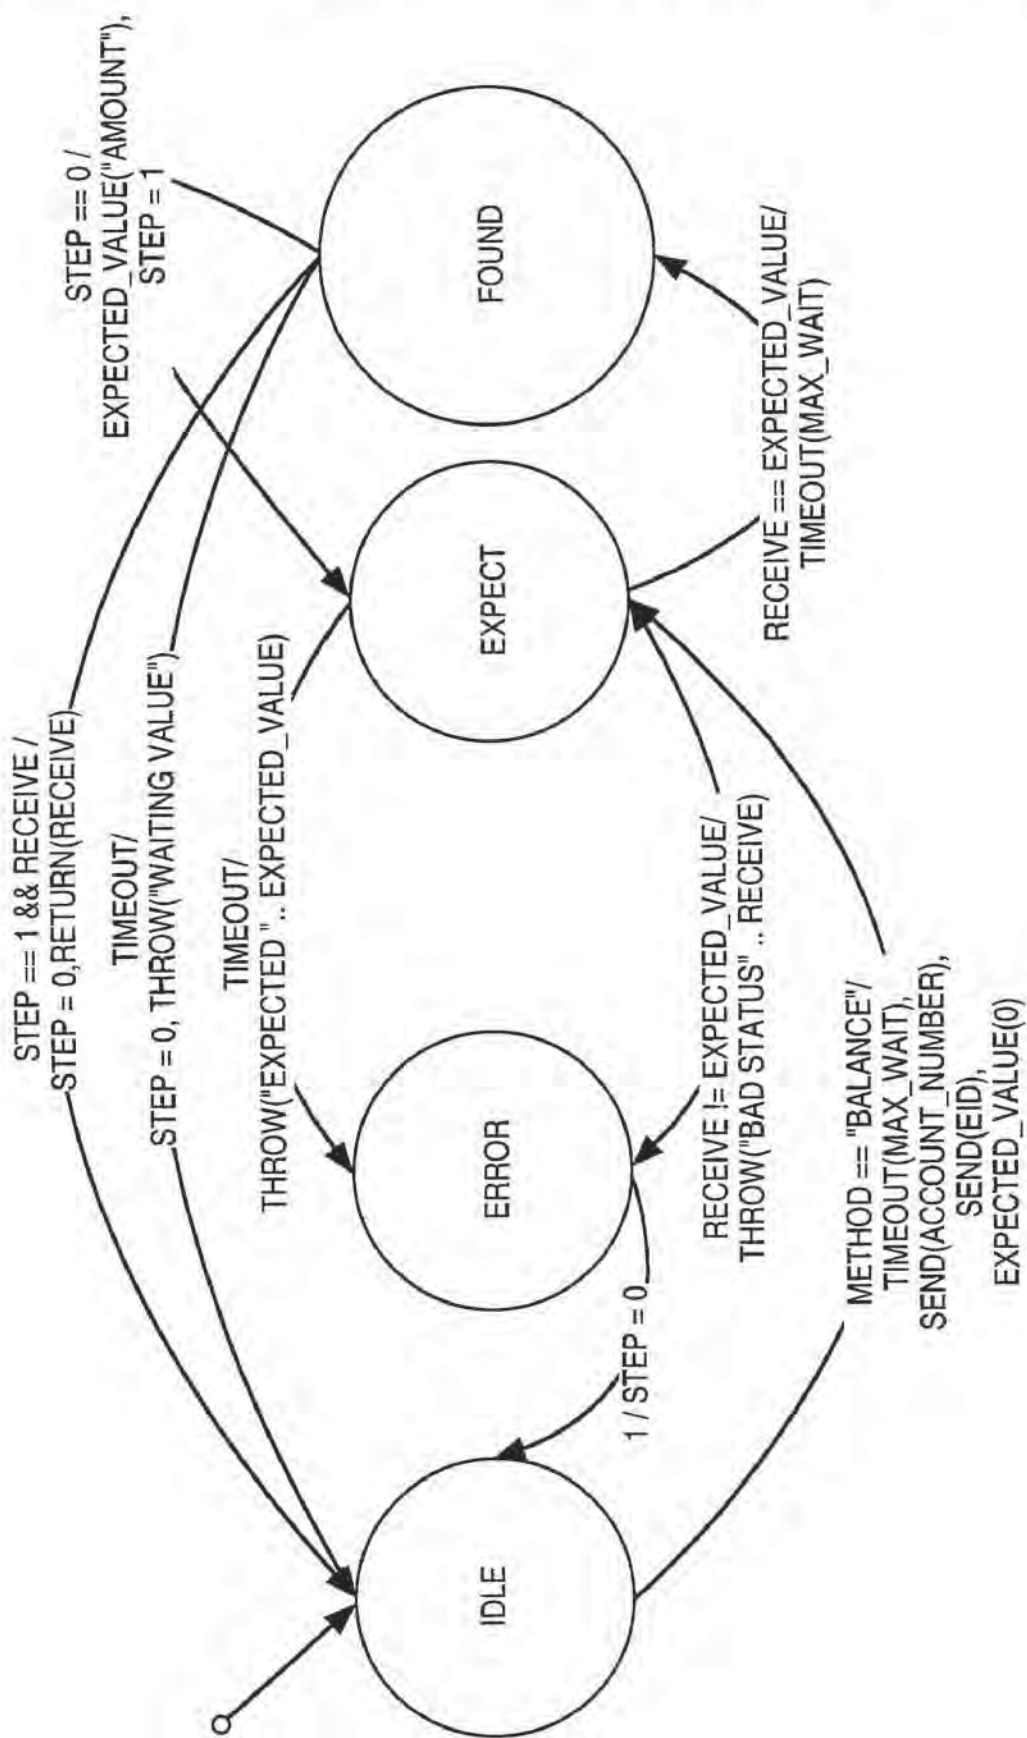 STEP == 1 && RECEIVE /
STEP = 0,RETURN(RECEIVE)
STEP == 0 /
EXPECTED_VALUE("AMOUNT"),
STEP = 1
TIMEOUT/
STEP = 0, THROW("WAITING VALUE")
TIMEOUT/
THROW("EXPECTED ".. EXPECTED_VALUE)
IDLE
ERROR
EXPECT
FOUND
1 / STEP = 0
RECEIVE != EXPECTED_VALUE/
THROW("BAD STATUS" .. RECEIVE)
RECEIVE == EXPECTED_VALUE/
TIMEOUT(MAX_WAIT)
METHOD == "BALANCE"/
TIMEOUT(MAX_WAIT),
SEND(ACCOUNT_NUMBER),
SEND(EID),
EXPECTED_VALUE(0)